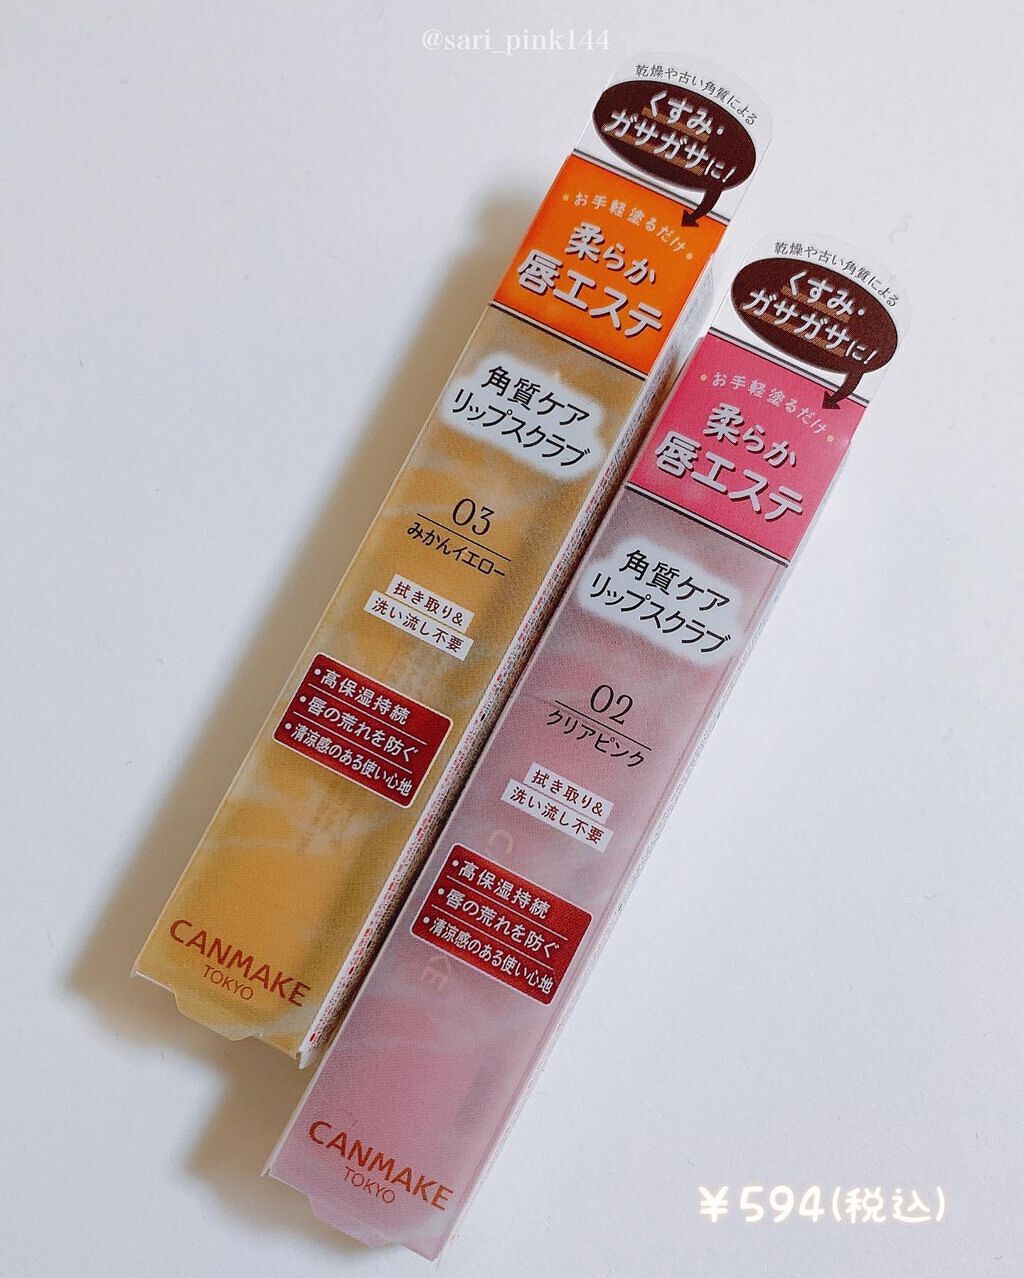 @sari_pink144
乾燥や古い角質による
くすみ・
ガサガサに!
・お手軽塗るだけ・
柔らか
唇エステ
角質ケア
リップスクラブ
03
みかんイエロー
拭き取り&
洗い流し不要
・高保湿持続
・唇の荒れを防ぐ
・清涼感のある使い心地
CANMAKE
TOKYO
乾燥や古い角質による
くすみ・
ガサガサに!
・お手軽塗るだけ・
柔らか
唇エステ
角質ケア
リップスクラブ
02
クリアピンク
拭き取り&
洗い流し不要
・高保湿持続
・唇の荒れを防ぐ
・清涼感のある使い心地
CANMAKE
TOKYO
¥594(税込)